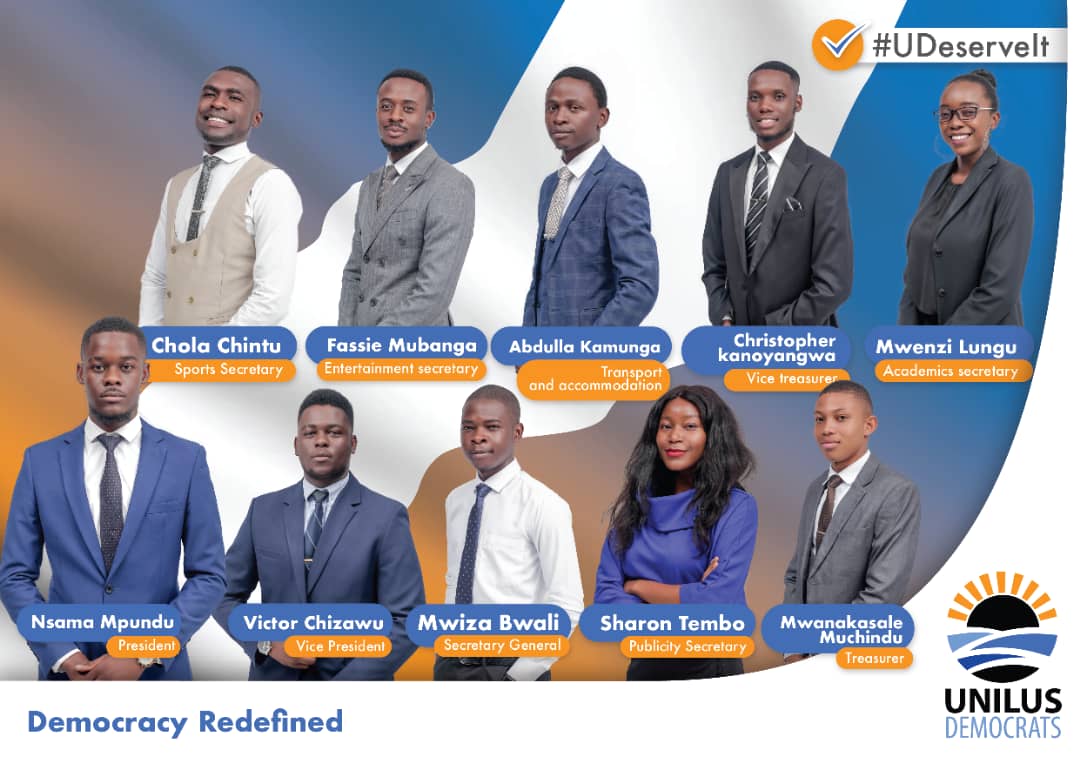 #UDeserveIt
Chola Chintu
Sports Secretary
Fassie Mubanga
Entertainment secretary
Abdulla Kamunga
Transport
and accommodation
Christopher
kanoyangwa
Vice treasurer
Mwenzi Lungu
Academics secretary
Nsama Mpundu
President
Victor Chizawu
Vice President
Mwiza Bwali
Secretary General
Sharon Tembo
Publicity Secretary
Mwanakasale
Muchindu
Treasurer
UNILUS
DEMOCRATS
Democracy Redefined